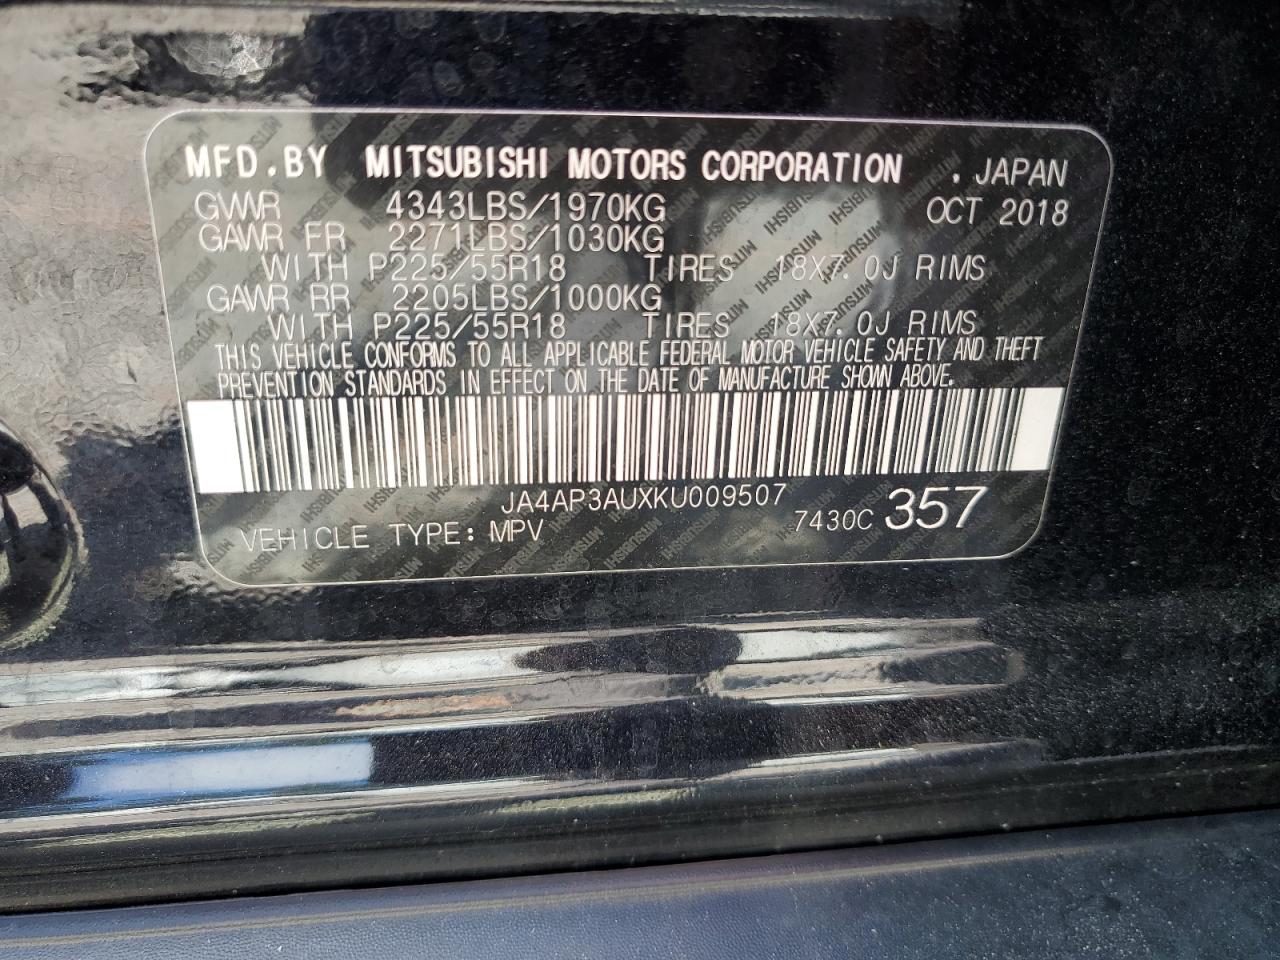 MFD.BY MITSUBISHI MOTORS CORPORATION , JAPAN
GVWR 4343LBS/1970KG OCT 2018
GAWR FR 2271LBS/1030KG
WITH P225/55R18 TIRES 18X7.0J RIMS
GAWR RR 2205LBS/1000KG
WITH P225/55R18 TIRES 18X7.0J RIMS
THIS VEHICLE CONFORMS TO ALL APPLICABLE FEDERAL MOTOR VEHICLE SAFETY AND THEFT
PREVENTION STANDARDS IN EFFECT ON THE DATE OF MANUFACTURE SHOWN ABOVE.
JA4AP3AUXKU009507
VEHICLE TYPE: MPV 7430C 357